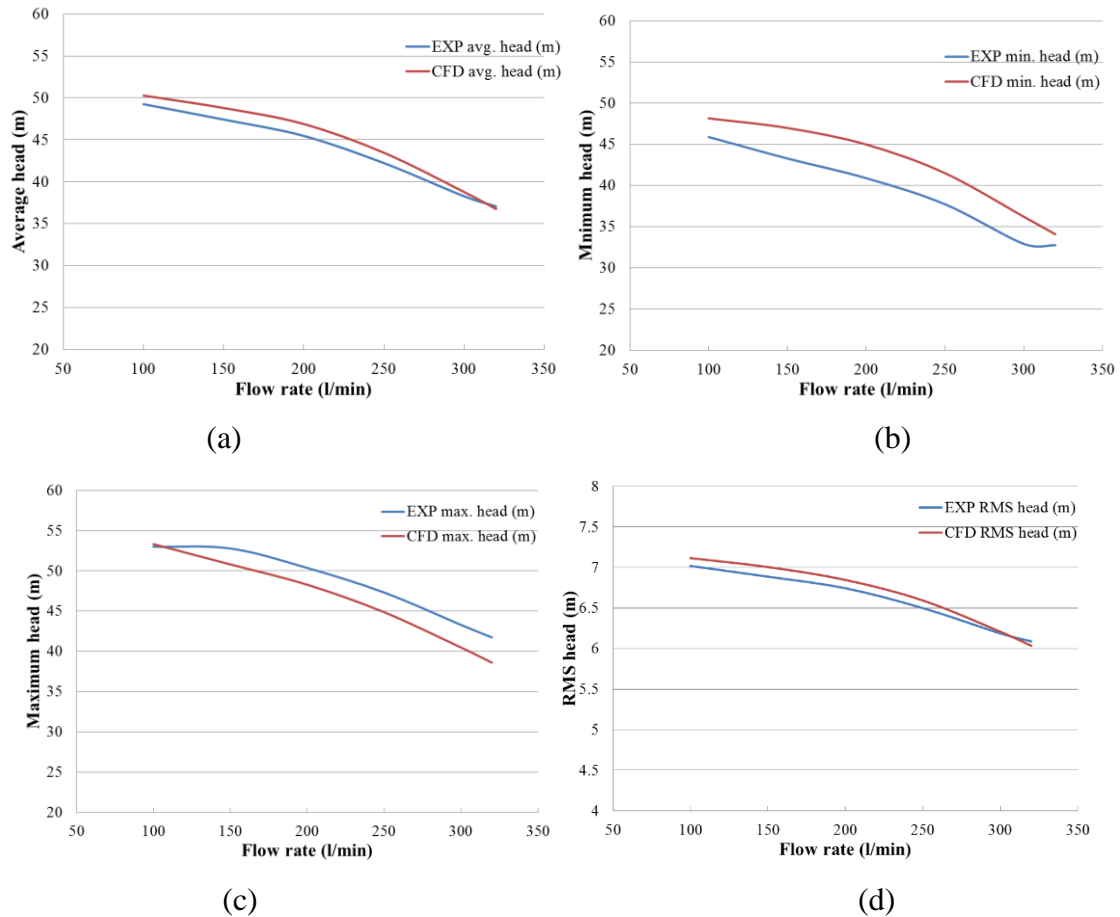 60
55
50
45
40
35
30
25
20
Average head (m)
EXP avg. head (m)
CFD avg. head (m)
50 100 150 200 250 300 350
Flow rate (l/min)
(a)
60
55
50
45
40
35
30
25
20
Mnimum head (m)
EXP min. head (m)
CFD min. head (m)
50 100 150 200 250 300 350
Flow rate (l/min)
(b)
60
55
50
45
40
35
30
25
20
Maximum head (m)
EXP max. head (m)
CFD max. head (m)
50 100 150 200 250 300 350
Flow rate (l/min)
(c)
8
7.5
7
6.5
6
5.5
5
4.5
4
RMS head (m)
EXP RMS head (m)
CFD RMS head (m)
50 100 150 200 250 300 350
Flow rate (l/min)
(d)